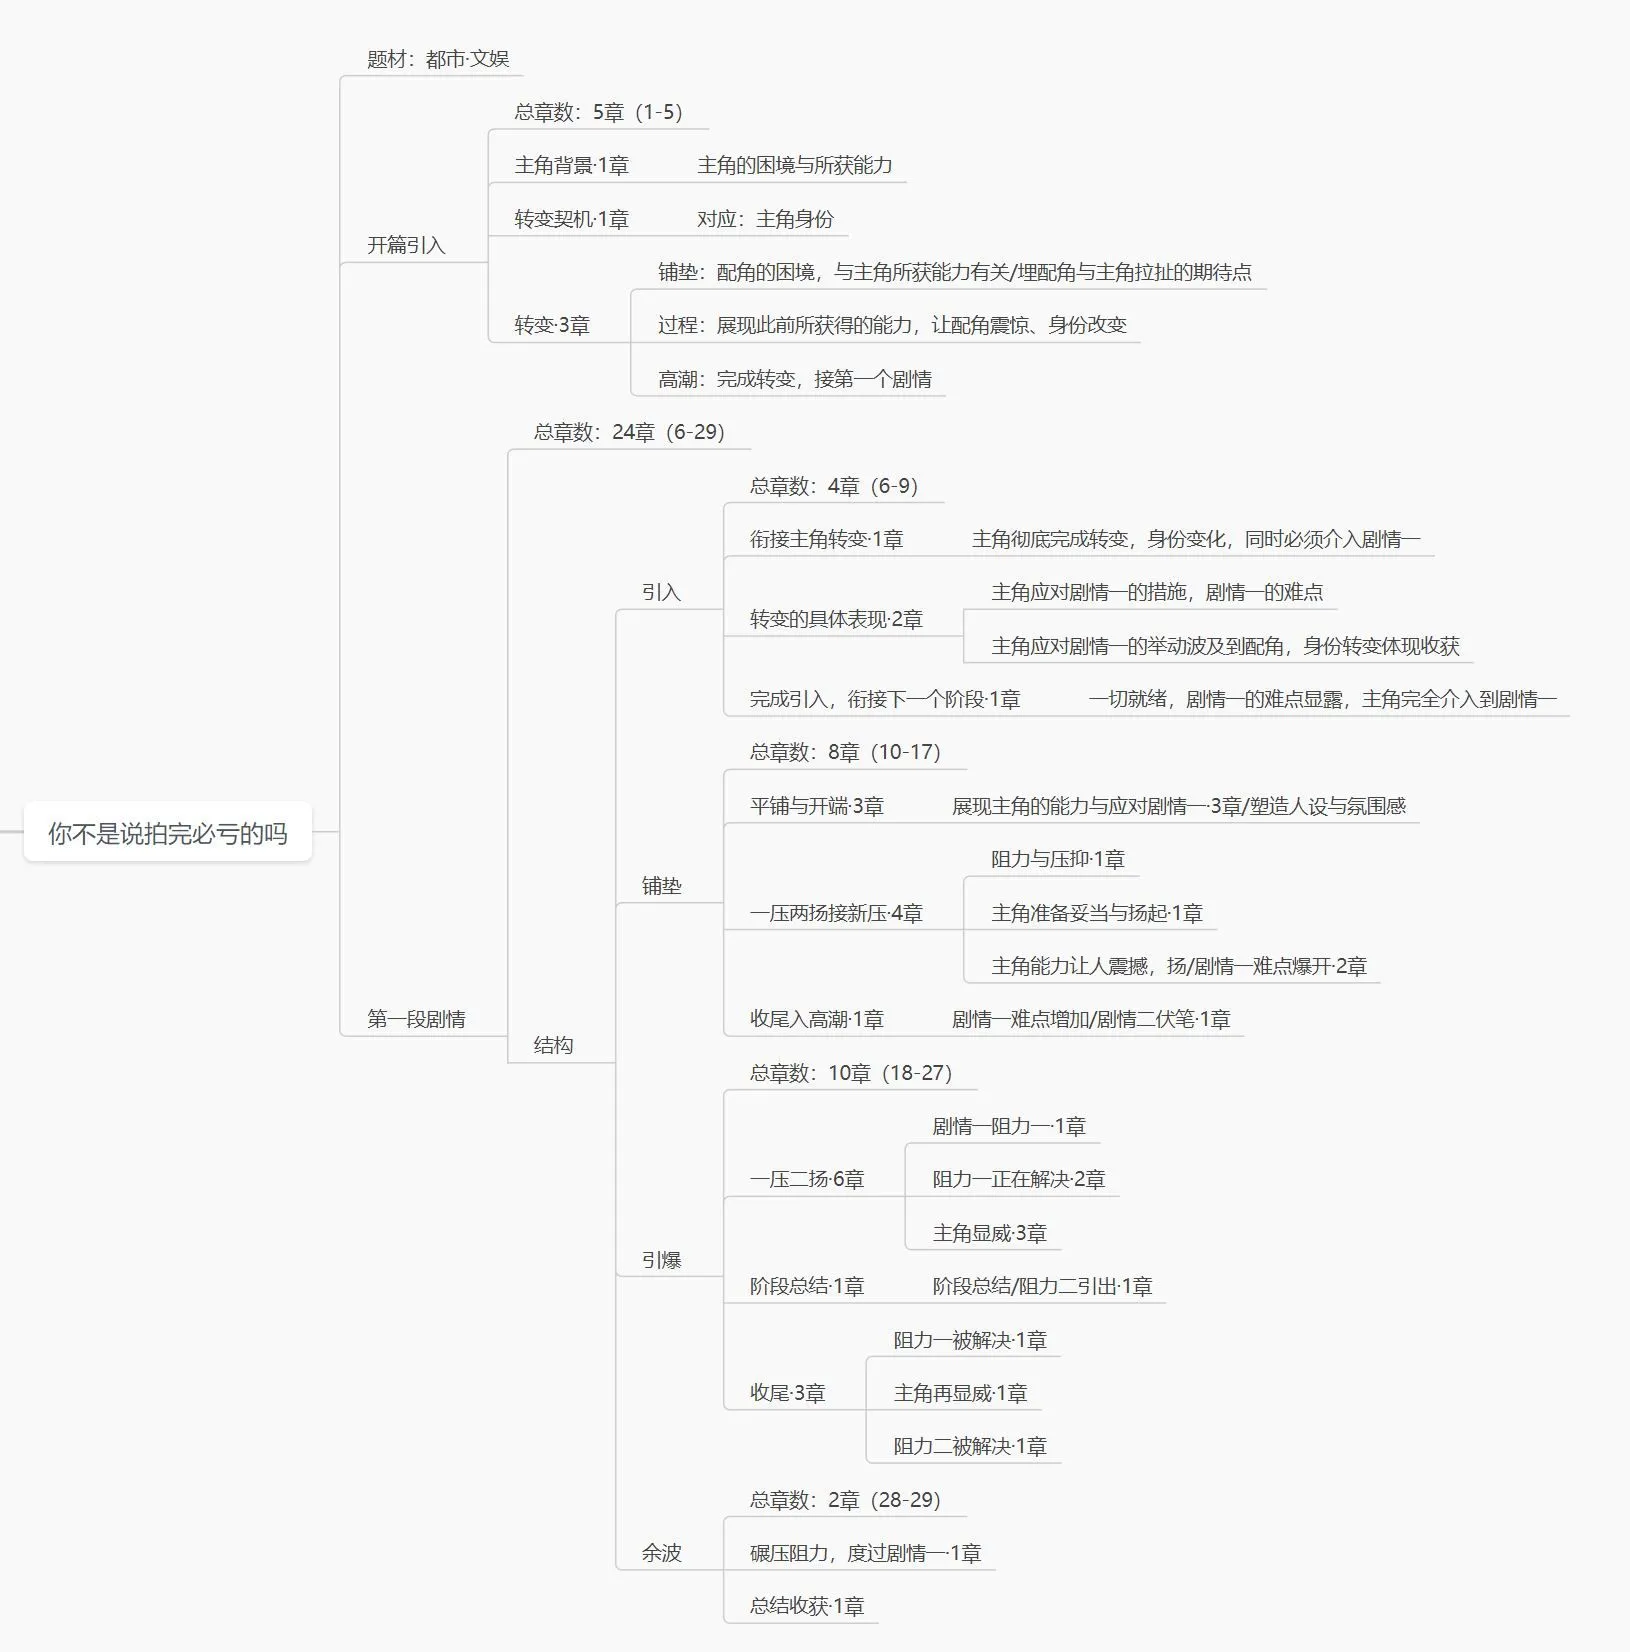 题材：都市·文娱
总章数：5章（1-5）
主角背景·1章
主角的困境与所获能力
转变契机·1章
对应：主角身份
开篇引入
铺垫：配角的困境，与主角所获能力有关/埋配角与主角拉扯的期待点
转变·3章
过程：展现此前所获得的能力，让配角震惊、身份改变
高潮：完成转变，接第一个剧情
总章数：24章（6-29）
总章数：4章（6-9）
衔接主角转变·1章
主角彻底完成转变，身份变化，同时必须介入剧情一
引入
转变的具体表现·2章
主角应对剧情一的措施，剧情一的难点
主角应对剧情一的举动波及到配角，身份转变体现收获
完成引入，衔接下一个阶段·1章
一切就绪，剧情一的难点显露，主角完全介入到剧情一
总章数：8章（10-17）
平铺与开端·3章
展现主角的能力与应对剧情一·3章/塑造人设与氛围感
你不是说拍完必亏的吗
铺垫
阻力与压抑·1章
一压两扬接新压·4章
主角准备妥当与扬起·1章
主角能力让人震撼，扬/剧情一难点爆开·2章
第一段剧情
收尾入高潮·1章
剧情一难点增加/剧情二伏笔·1章
结构
总章数：10章（18-27）
剧情一阻力一·1章
一压二扬·6章
阻力一正在解决·2章
主角显威·3章
引爆
阶段总结·1章
阶段总结/阻力二引出·1章
阻力一被解决·1章
收尾·3章
主角再显威·1章
阻力二被解决·1章
总章数：2章（28-29）
余波
碾压阻力，度过剧情一·1章
总结收获·1章